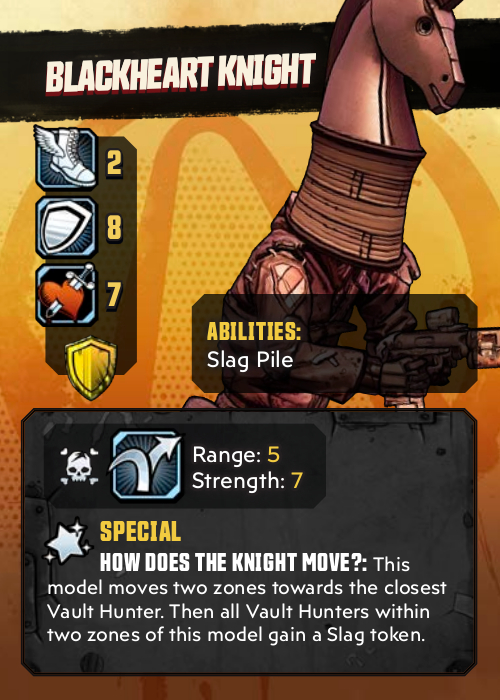 BLACKHEART KNIGHT
2
8
7
ABILITIES:
Slag Pile
Range: 5
Strength: 7
SPECIAL
HOW DOES THE KNIGHT MOVE?: This
model moves two zones towards the closest
Vault Hunter. Then all Vault Hunters within
two zones of this model gain a Slag token.